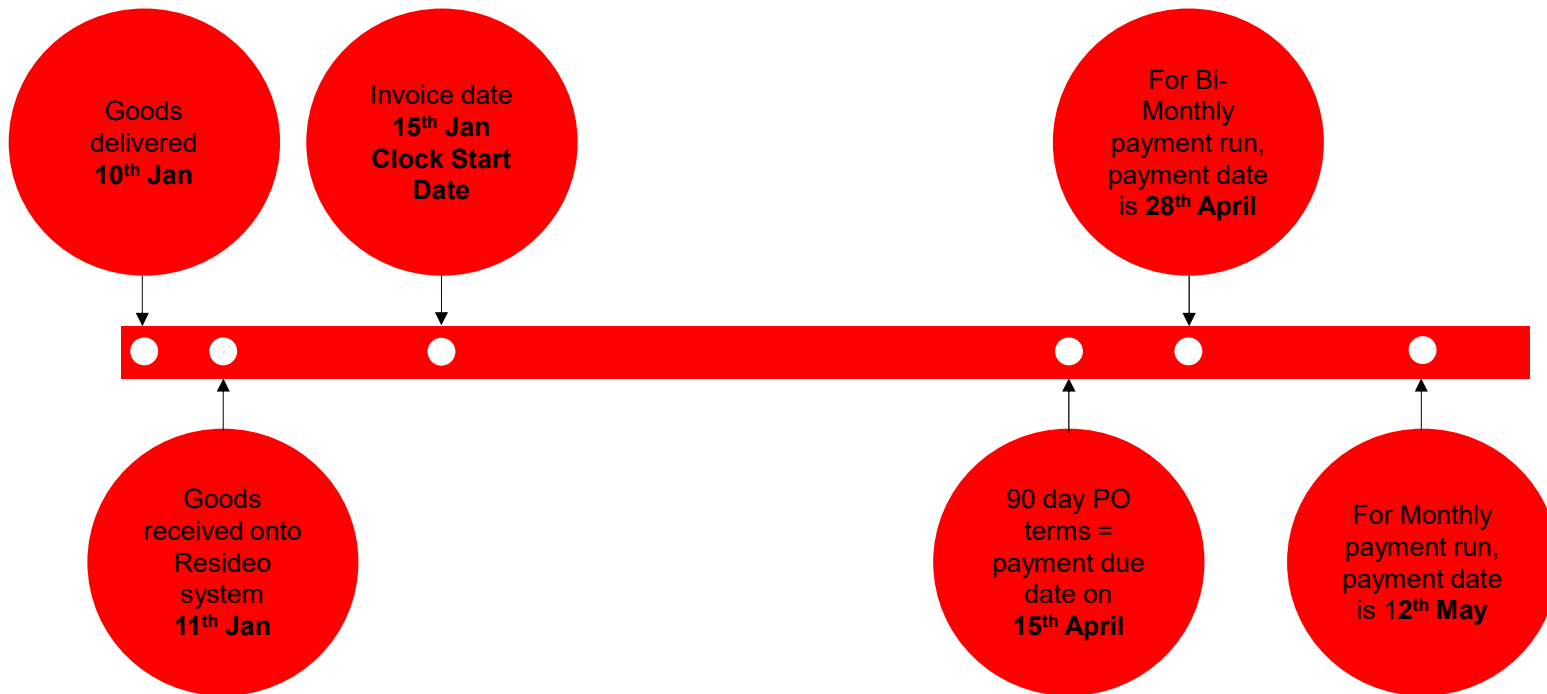 Goods
delivered
10th Jan
Invoice date
15th Jan
Clock Start
Date
For Bi-
Monthly
payment run,
payment date
is 28th April
Goods
received onto
Resideo
system
11th Jan
90 day PO
terms =
payment due
date on
15th April
For Monthly
payment run,
payment date
is 12th May